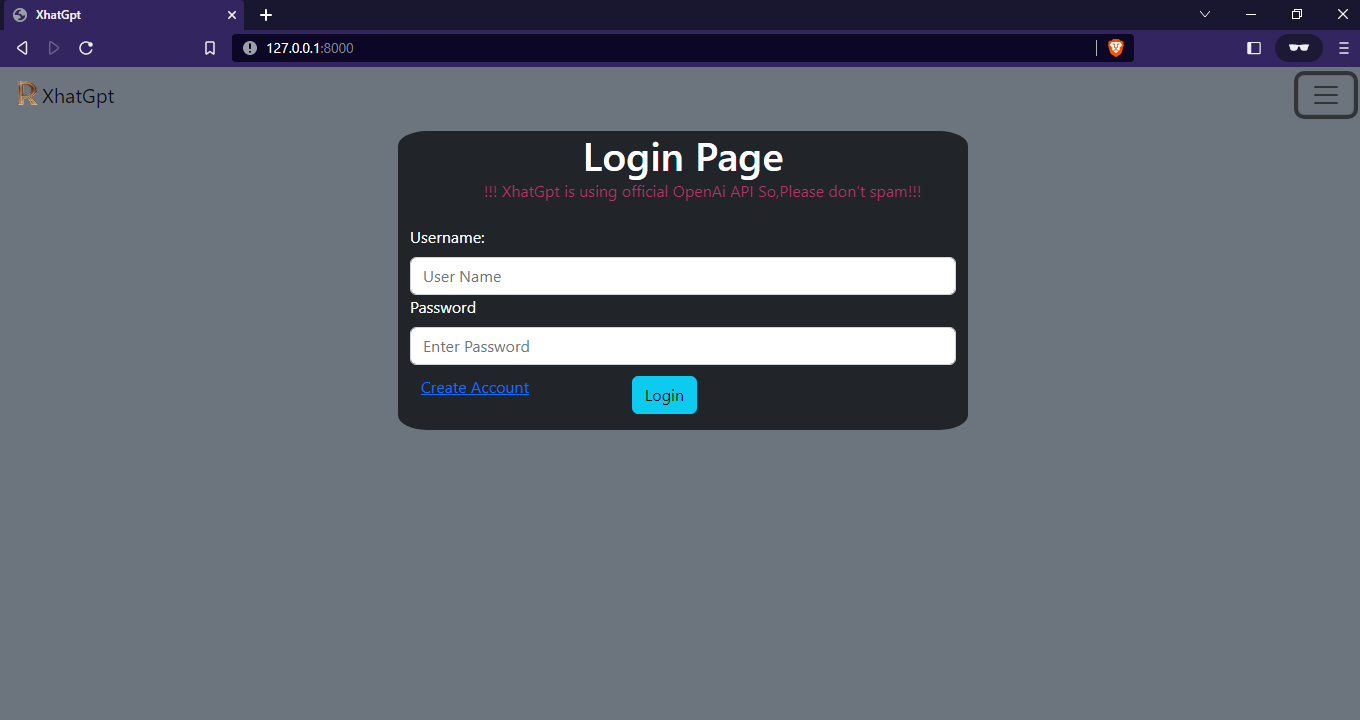 XhatGpt
127.0.0.1:8000
R XhatGpt
Login Page
!!! XhatGpt is using official OpenAi API So,Please don't spam!!!
Username:
User Name
Password
Enter Password
Create Account
Login